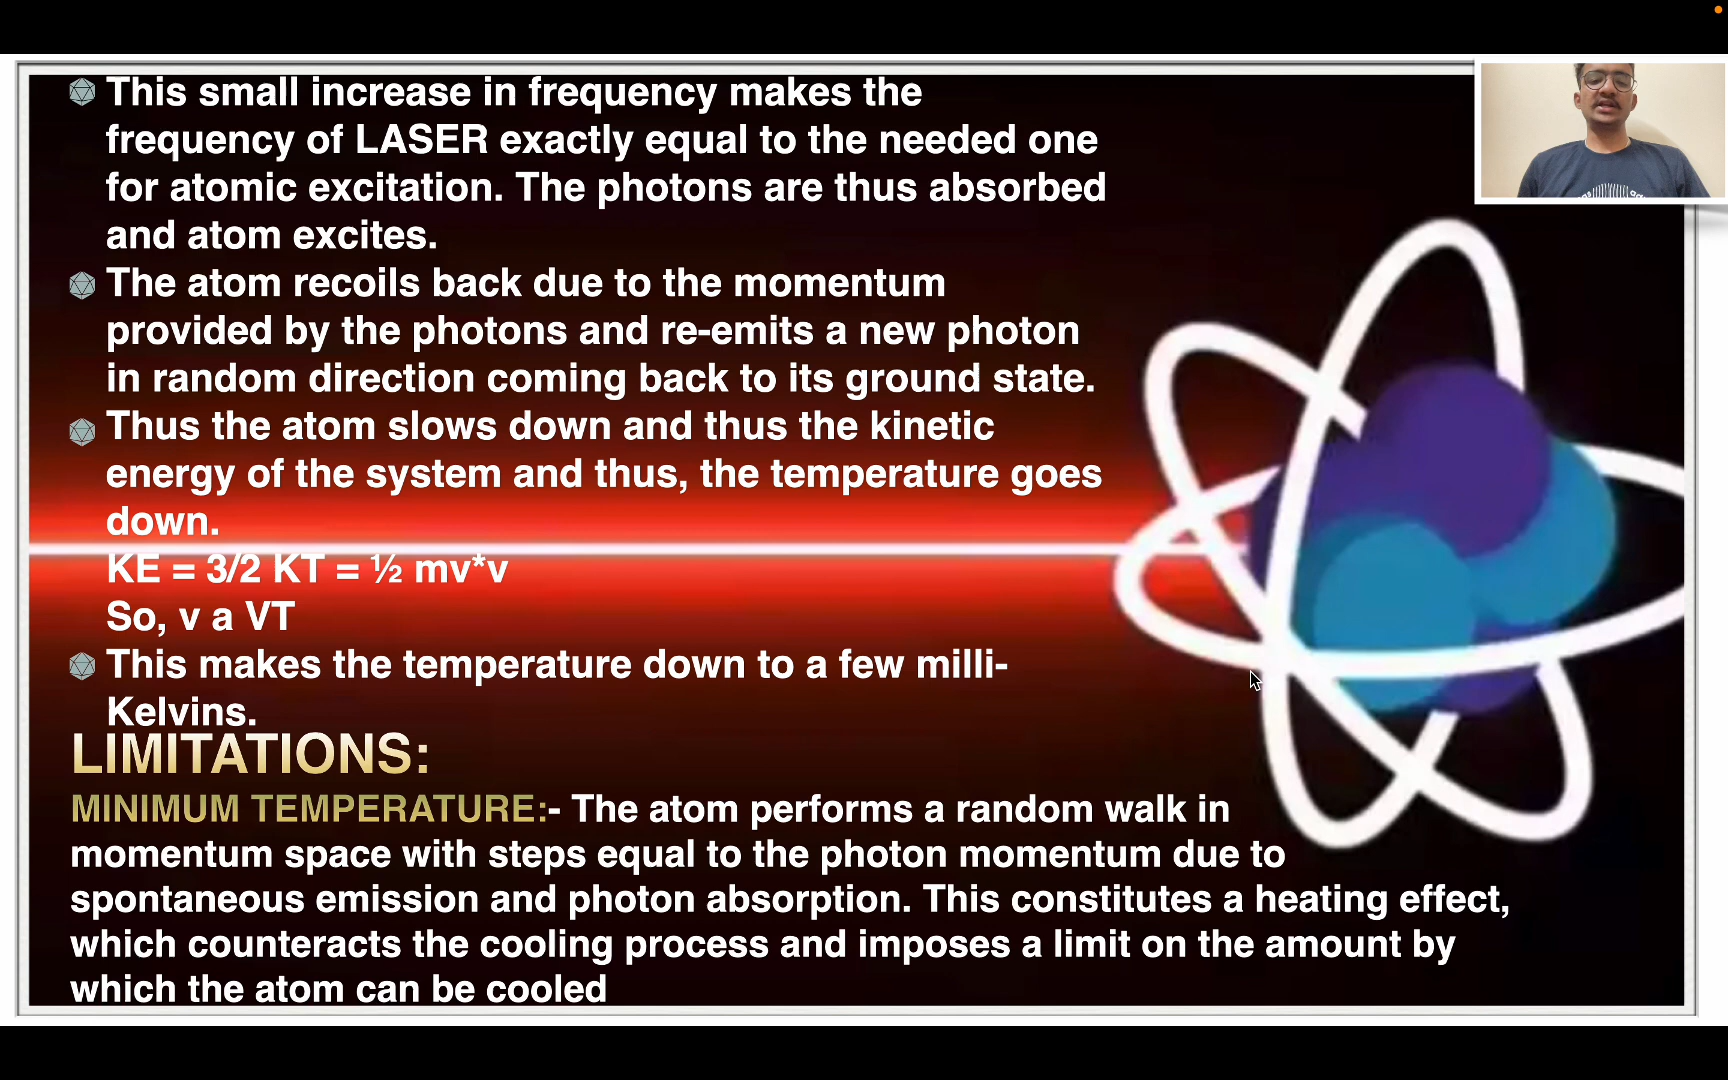 This small increase in frequency makes the
frequency of LASER exactly equal to the needed one
for atomic excitation. The photons are thus absorbed
and atom excites.
The atom recoils back due to the momentum
provided by the photons and re-emits a new photon
in random direction coming back to its ground state.
Thus the atom slows down and thus the kinetic
energy of the system and thus, the temperature goes
down.
KE = 3/2 KT = ½ mv*v
So, v a VT
This makes the temperature down to a few milli-
Kelvins.
LIMITATIONS:
MINIMUM TEMPERATURE:- The atom performs a random walk in
momentum space with steps equal to the photon momentum due to
spontaneous emission and photon absorption. This constitutes a heating effect,
which counteracts the cooling process and imposes a limit on the amount by
which the atom can be cooled